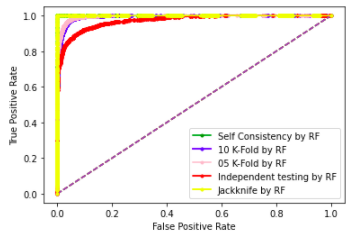 1.0
0.8
0.6
0.4
0.2
0.0
True Positive Rate
Self Consistency by RF
10 K-Fold by RF
05 K-Fold by RF
Independent testing by RF
Jackknife by RF
0.0 0.2 0.4 0.6 0.8 1.0
False Positive Rate